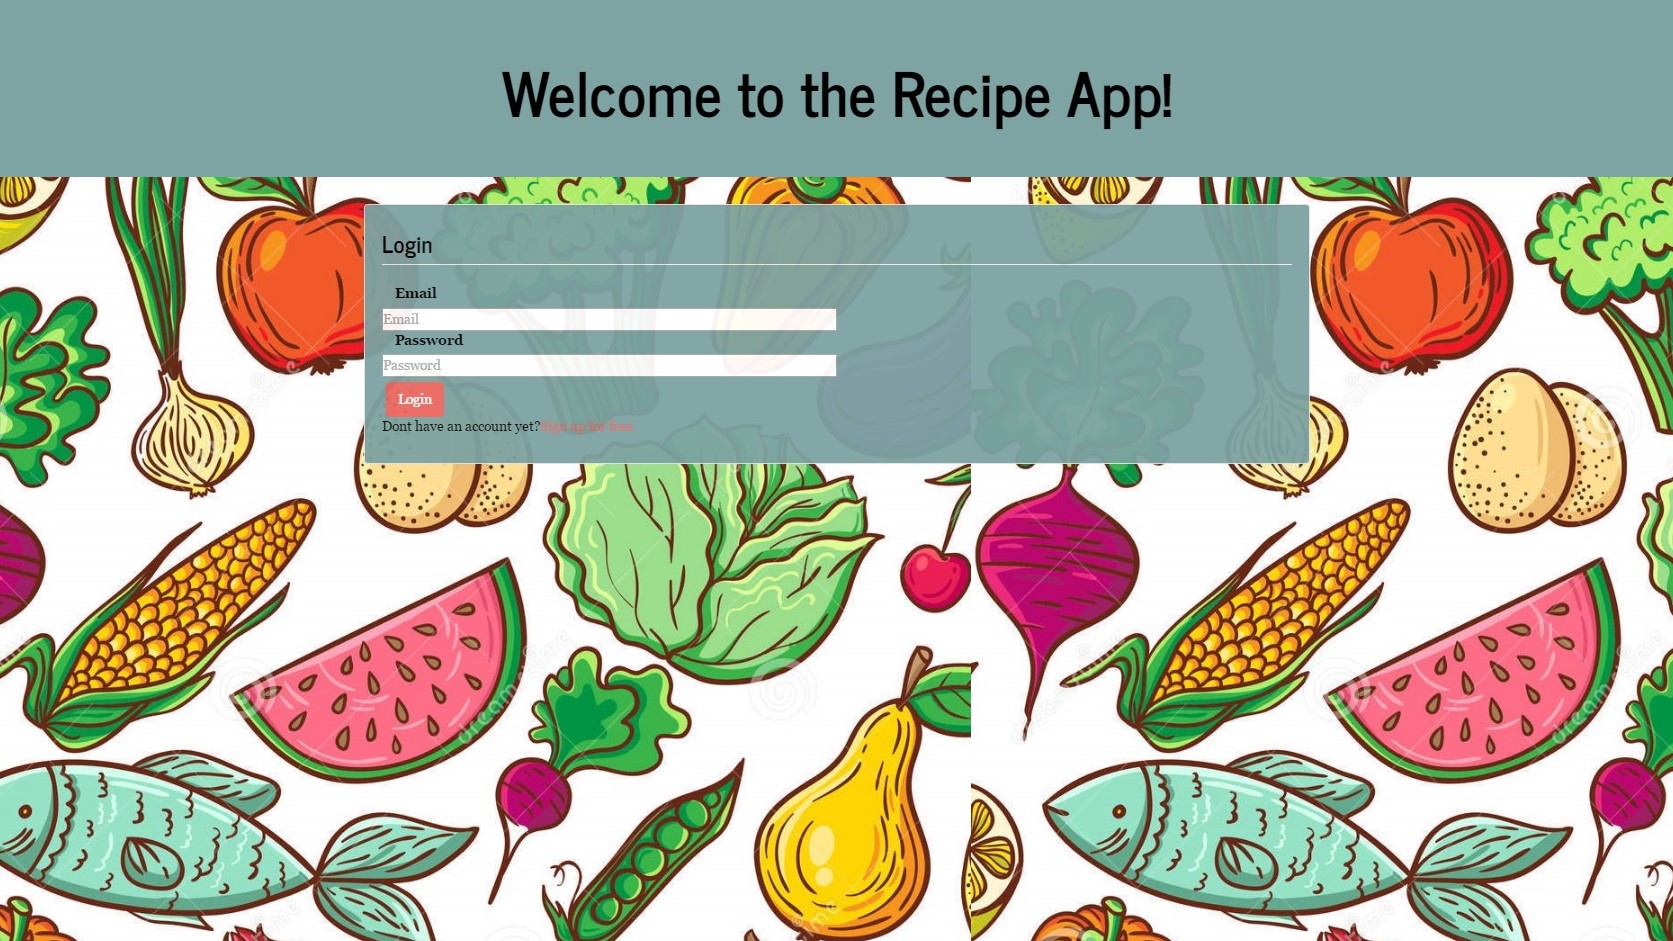 Welcome to the Recipe App!
Login
Email
Email
Password
Password
Login
Dont have an account yet?Sign up for free